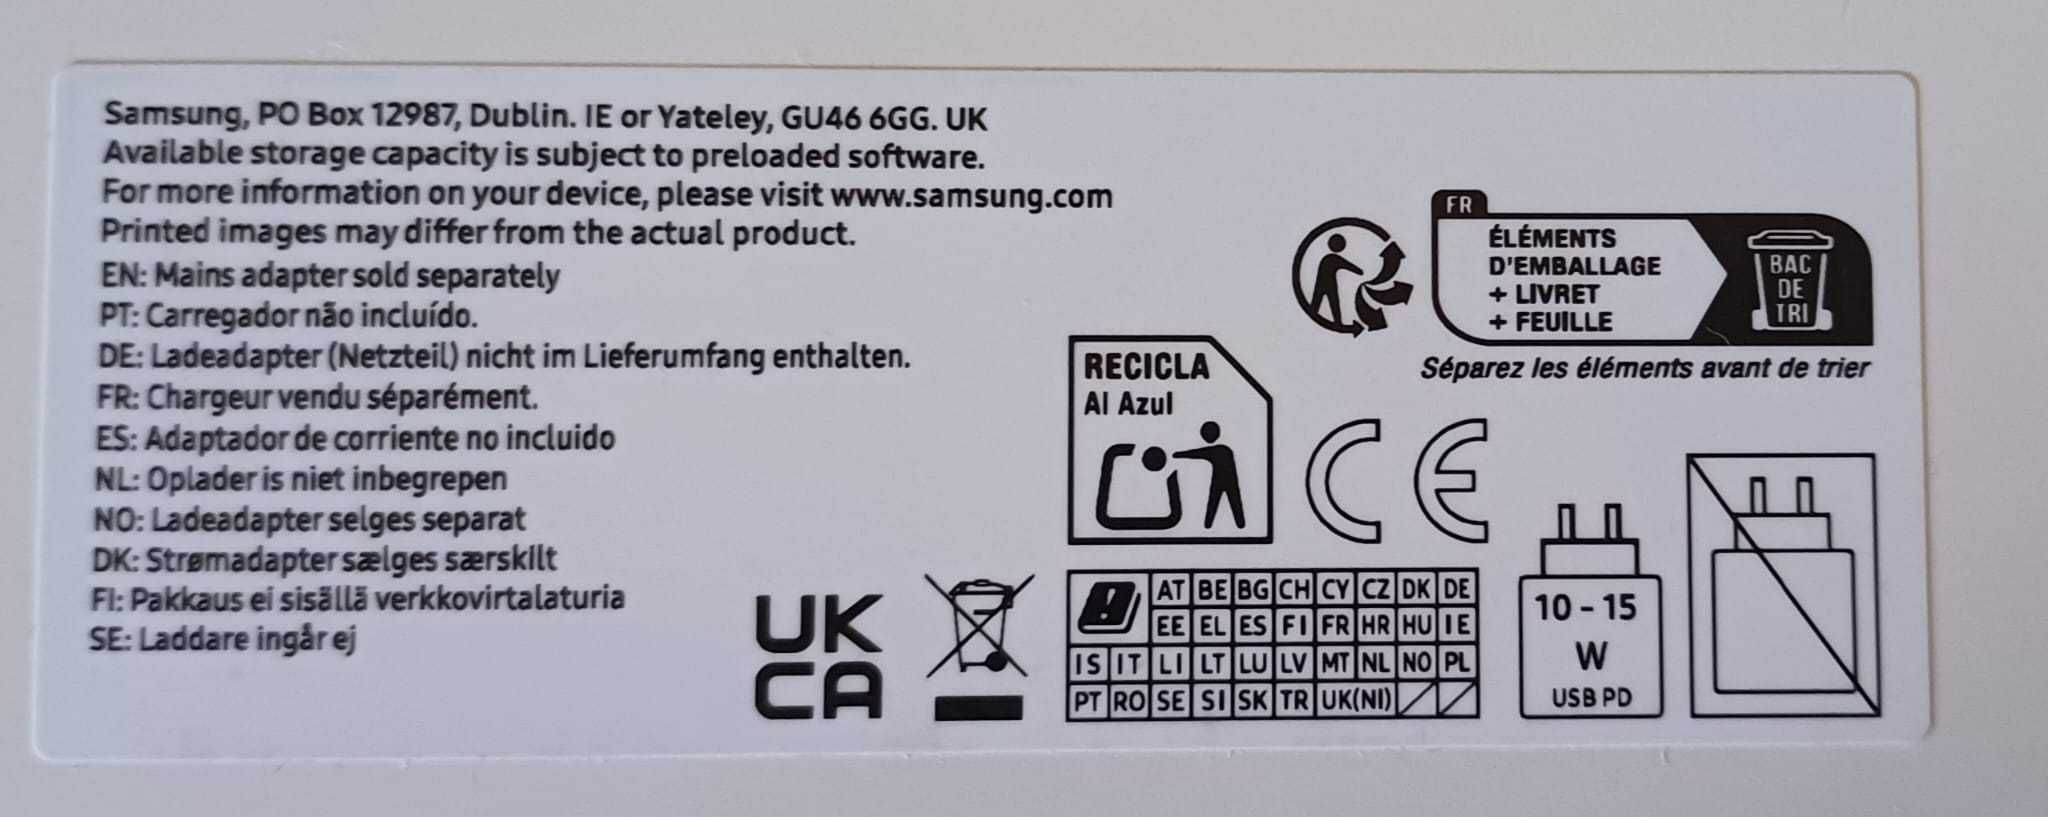 Samsung, PO Box 12987, Dublin. IE or Yateley, GU46 6GG. UK
Available storage capacity is subject to preloaded software.
For more information on your device, please visit www.samsung.com
Printed images may differ from the actual product.
EN: Mains adapter sold separately
PT: Carregador não incluído.
DE: Ladeadapter (Netzteil) nicht im Lieferumfang enthalten.
FR: Chargeur vendu séparément.
ES: Adaptador de corriente no incluido
NL: Oplader is niet inbegrepen
NO: Ladeadapter selges separat
DK: Strømadapter sælges særskilt
FI: Pakkaus ei sisällä verkkovirtalaturia
SE: Laddare ingår ej
UK
CA
FR
ÉLÉMENTS
D'EMBALLAGE
+ LIVRET
+ FEUILLE
BAC
DE
TRI
Séparez les éléments avant de trier
RECICLA
Al Azul
CE
AT BE BG CH CY CZ DK DE
EE EL ES FI FR HR HU IE
IS IT LI LT LU LV MT NL NO PL
PT RO SE SI SK TR UK(NI)
10 - 15
W
USB PD